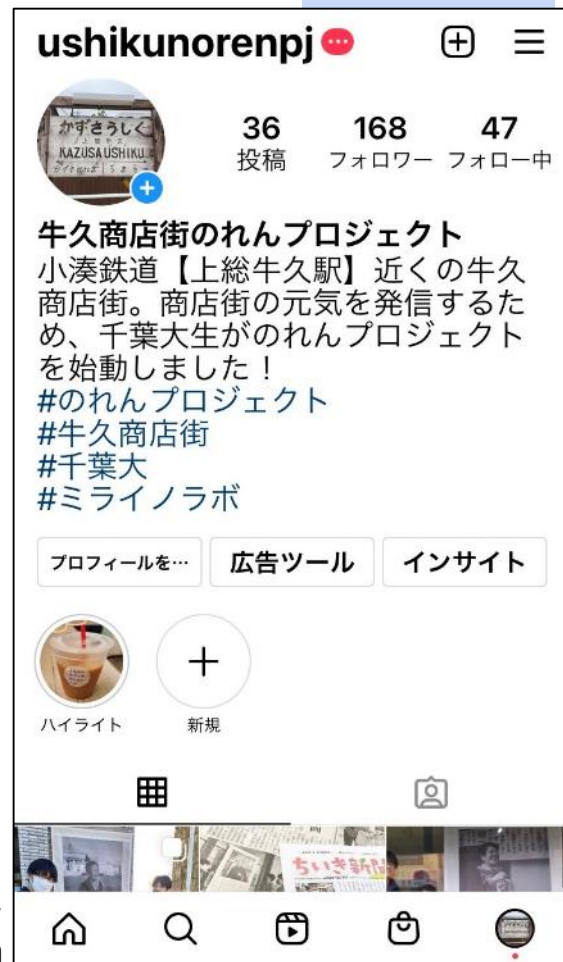 ushikunorenpj
かずさうしく
KAZUSAUSHIKU
36
投稿
168
フォロワー
47
フォロー中
牛久商店街のれんプロジェクト
小湊鉄道【上総牛久駅】近くの牛久
商店街。商店街の元気を発信するた
め、千葉大生がのれんプロジェクト
を始動しました！
#のれんプロジェクト
#牛久商店街
#千葉大
#ミライノラボ
プロフィールを…
広告ツール
インサイト
ハイライト
新規
ちいき新聞